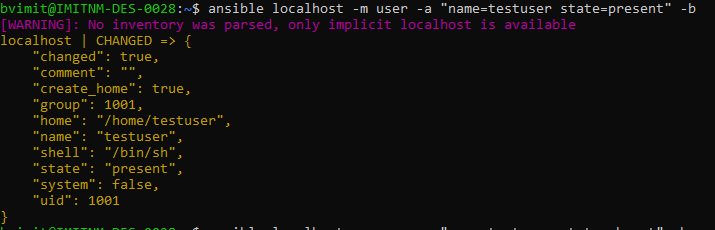 bvimit@IMITNM-DES-0028:~$ ansible localhost -m user -a "name=testuser state=present" -b
[WARNING]: No inventory was parsed, only implicit localhost is available
localhost | CHANGED => {
    "changed": true,
    "comment": "",
    "create_home": true,
    "group": 1001,
    "home": "/home/testuser",
    "name": "testuser",
    "shell": "/bin/sh",
    "state": "present",
    "system": false,
    "uid": 1001
}